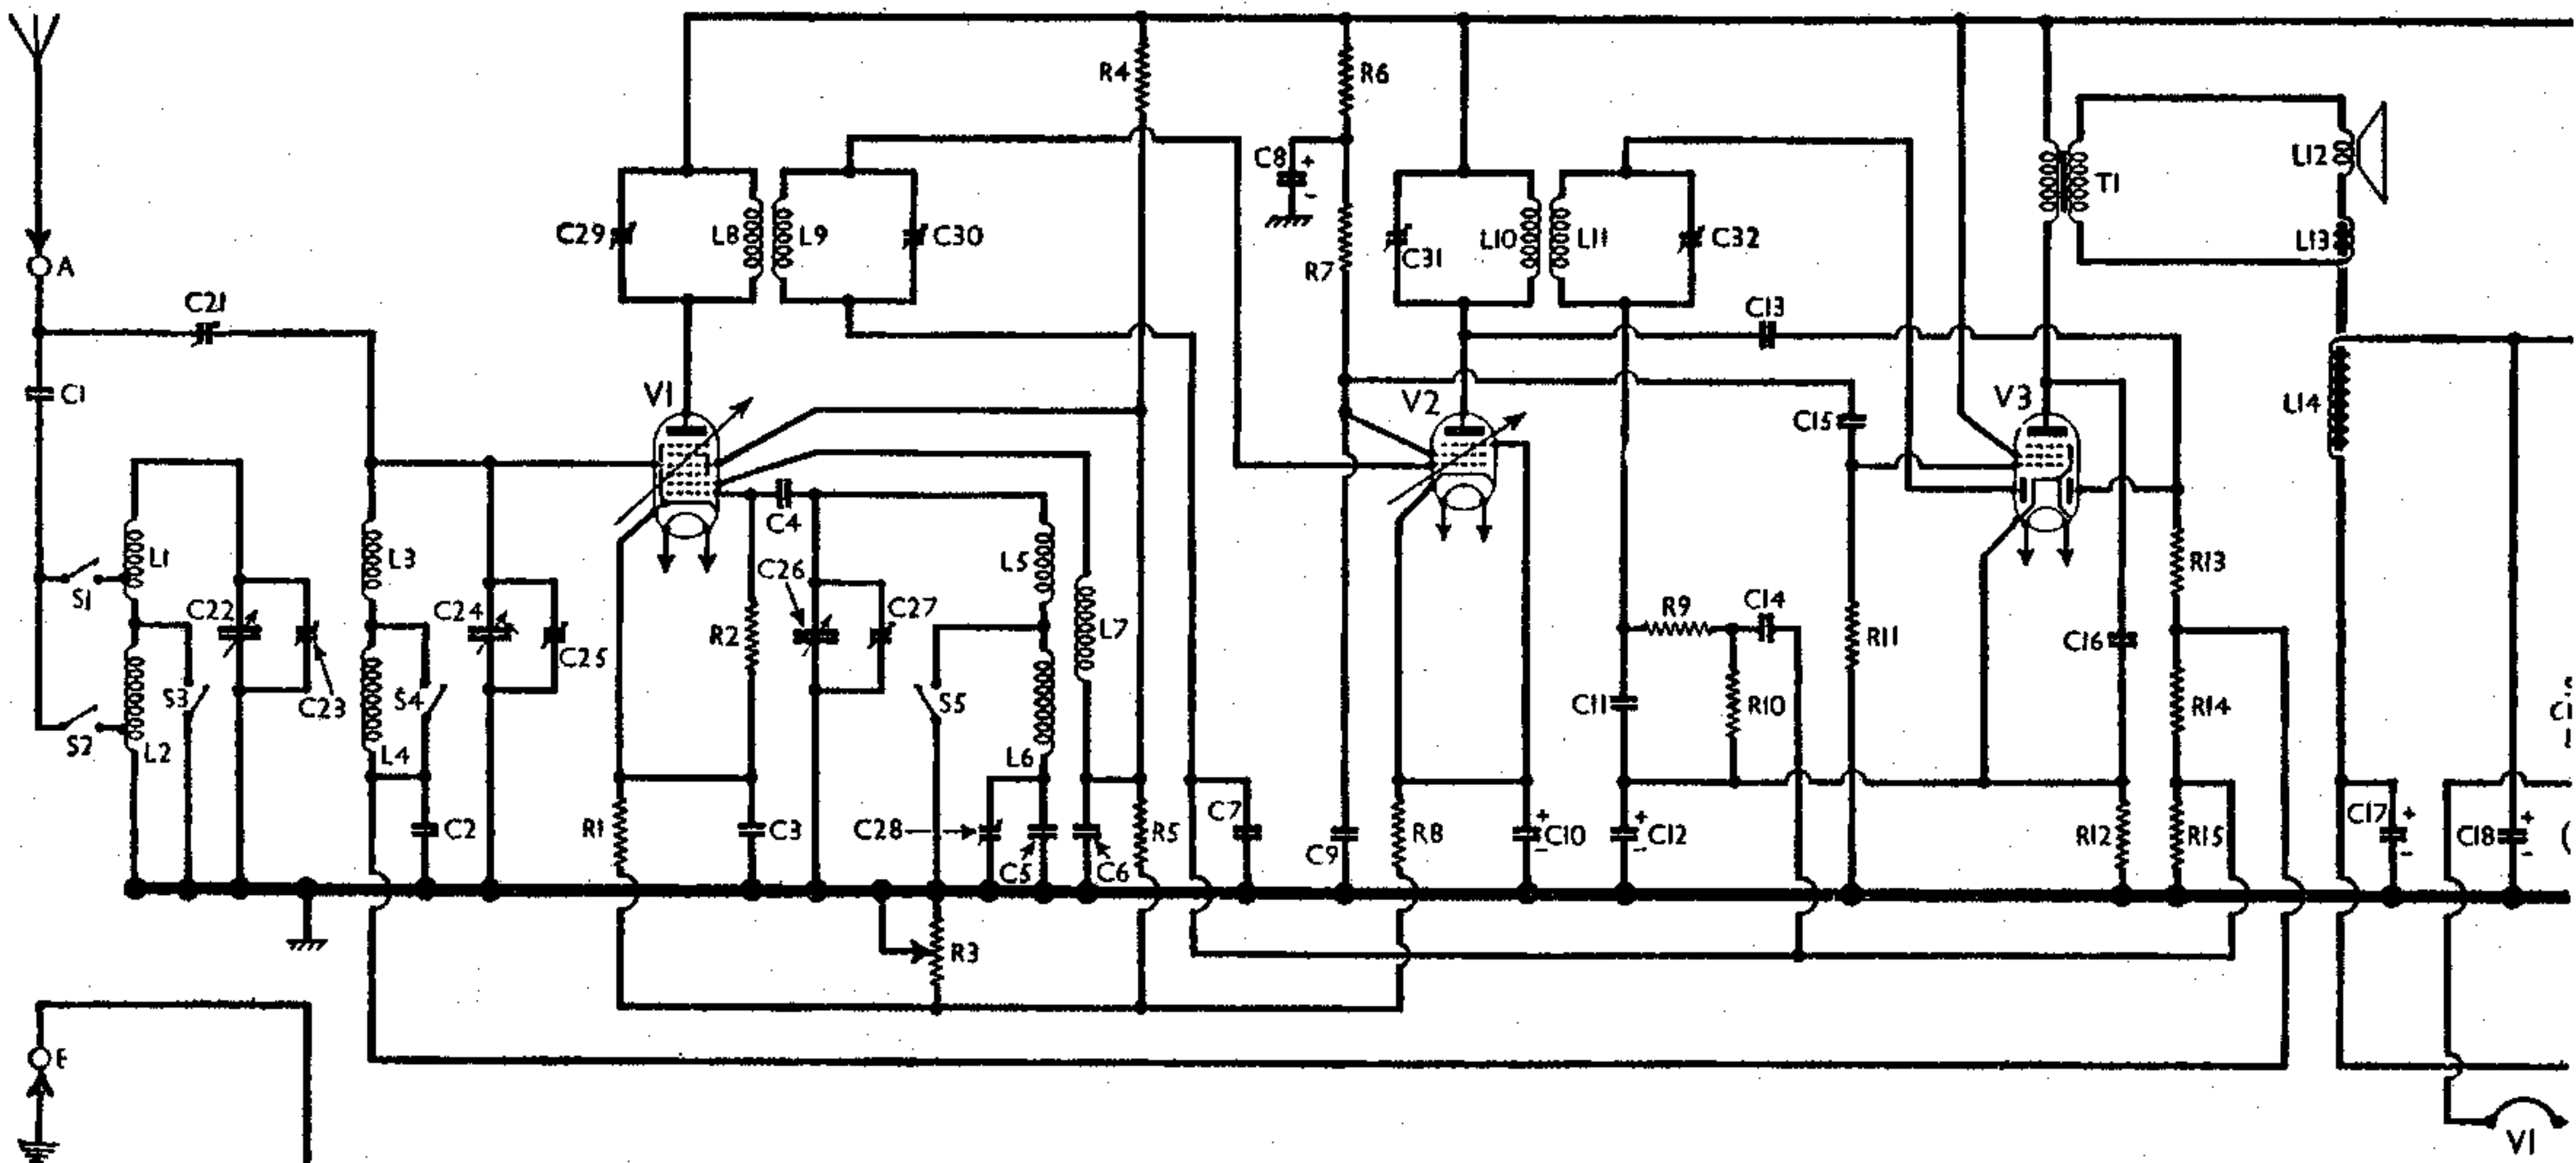 R4
R6
C8
+
-
L12
T1
C29
L8
L9
C30
R7
C31
L10
L11
C32
L13
A
C21
C13
C1
V1
V2
C15
V3
L14
C4
L1
S1
C22
L3
C24
C26
C27
L5
R2
L7
R9
C14
R11
R13
C16
C25
S3
C23
S4
S5
C11
R10
R14
S2
L2
L4
L6
C2
R1
C3
C28
C5
C6
R5
C7
C9
R8
+
-
C10
+
-
C12
R12
R15
C17
+
-
C18
+
-
(
R3
E
V1